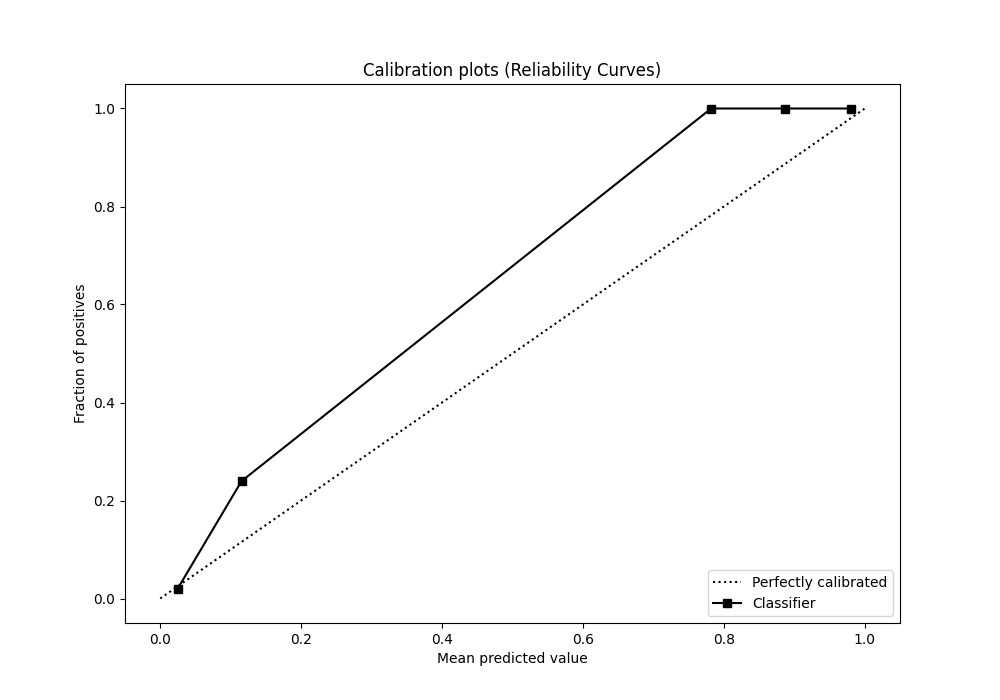 Calibration plots (Reliability Curves)
1.0
0.8
0.6
0.4
0.2
0.0
Fraction of positives
0.0 0.2 0.4 0.6 0.8 1.0
Mean predicted value
Perfectly calibrated
Classifier